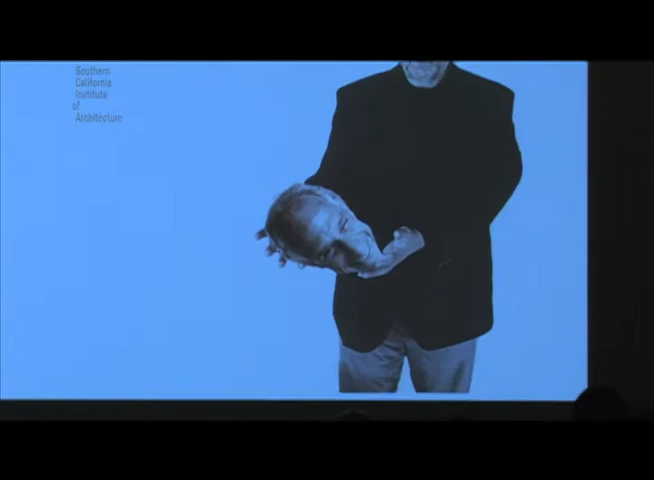 Southern
California
Institute
of
Architecture